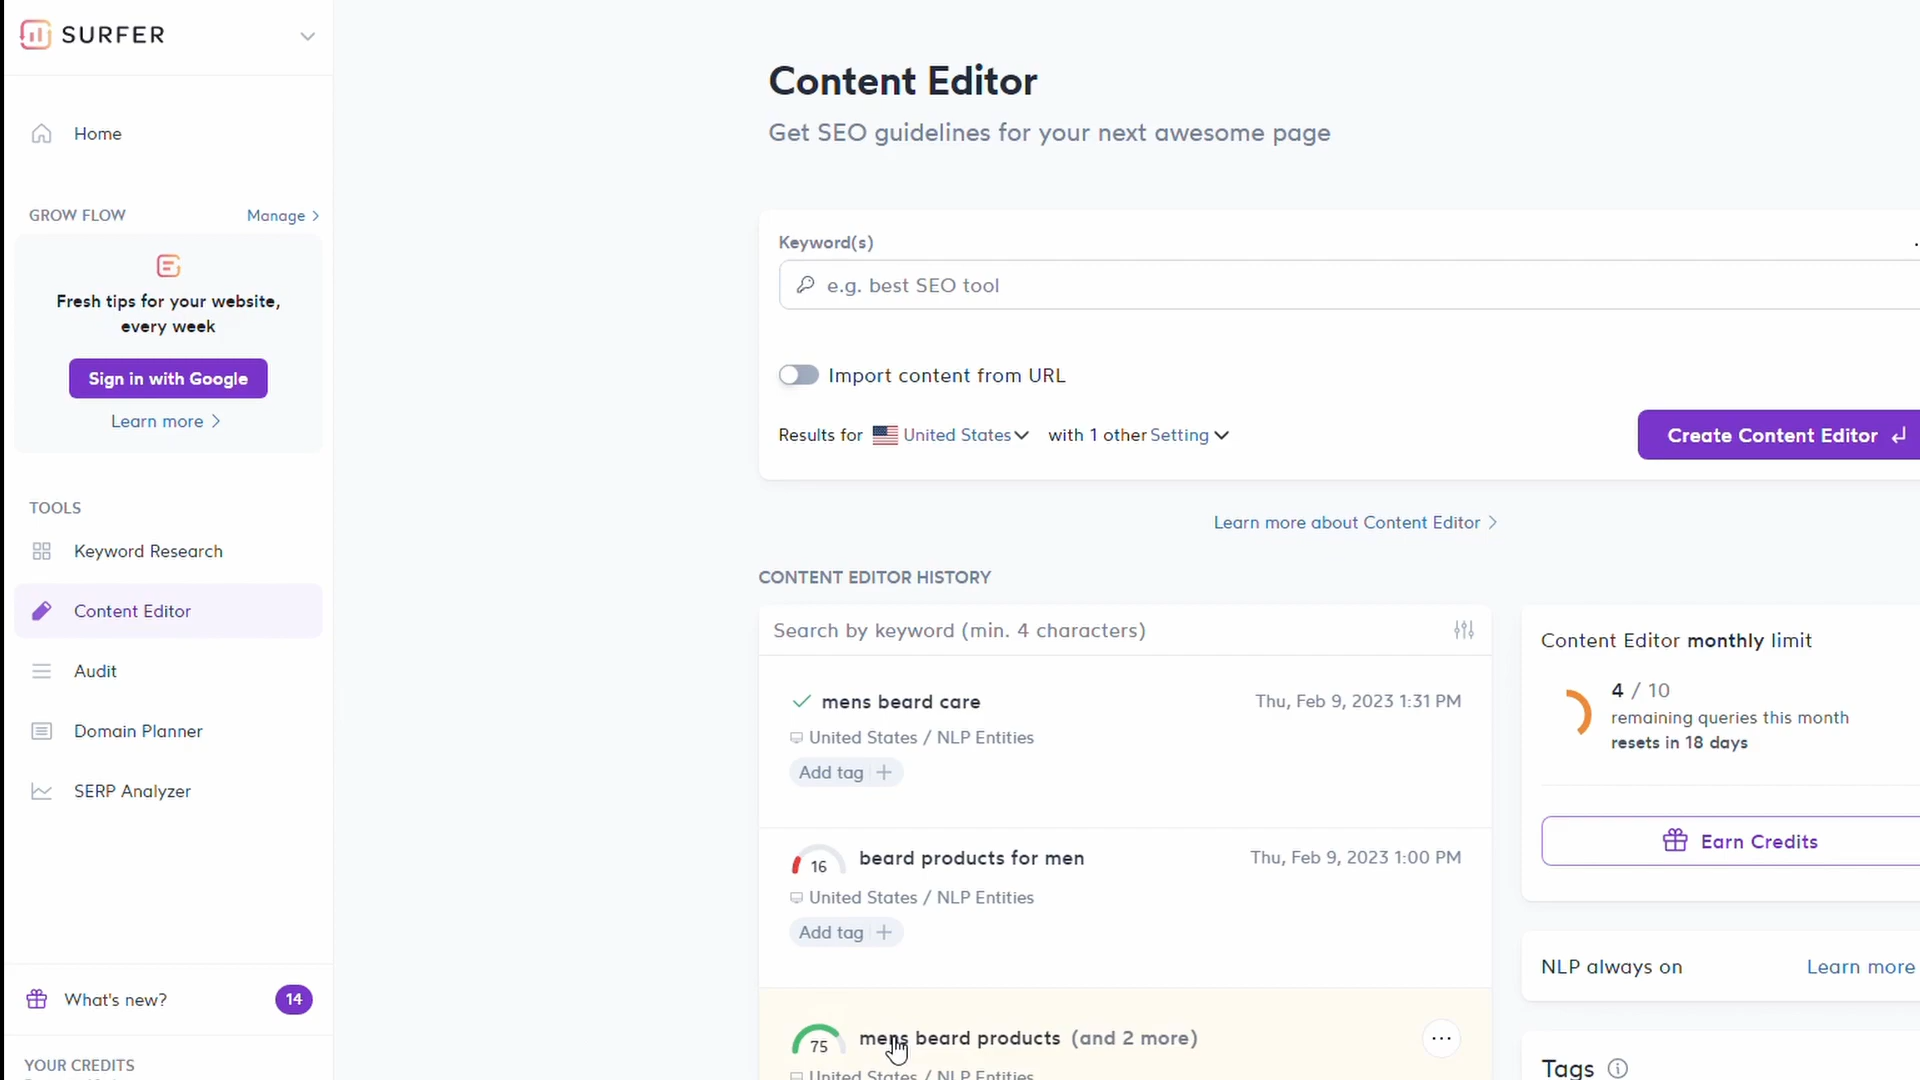 SURFER
Home
GROW FLOW
Manage
Fresh tips for your website,
every week
Sign in with Google
Learn more
TOOLS
Keyword Research
Content Editor
Audit
Domain Planner
SERP Analyzer
What's new?
14
YOUR CREDITS
Content Editor
Get SEO guidelines for your next awesome page
Keyword(s)
e.g. best SEO tool
Import content from URL
Results for United States with 1 other Setting
Create Content Editor
Learn more about Content Editor
CONTENT EDITOR HISTORY
Search by keyword (min. 4 characters)
mens beard care
Thu, Feb 9, 2023 1:31 PM
United States / NLP Entities
Add tag
16
beard products for men
Thu, Feb 9, 2023 1:00 PM
United States / NLP Entities
Add tag
75
mens beard products (and 2 more)
United States / NLP Entities
Content Editor monthly limit
4 / 10
remaining queries this month
resets in 18 days
Earn Credits
NLP always on
Learn more
Tags